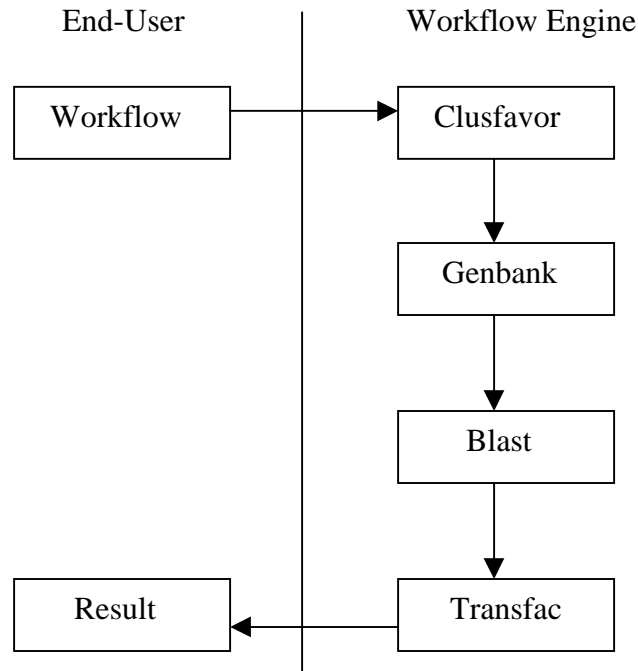 End-User
Workflow Engine
Workflow
Clusfavor
Genbank
Blast
Result
Transfac